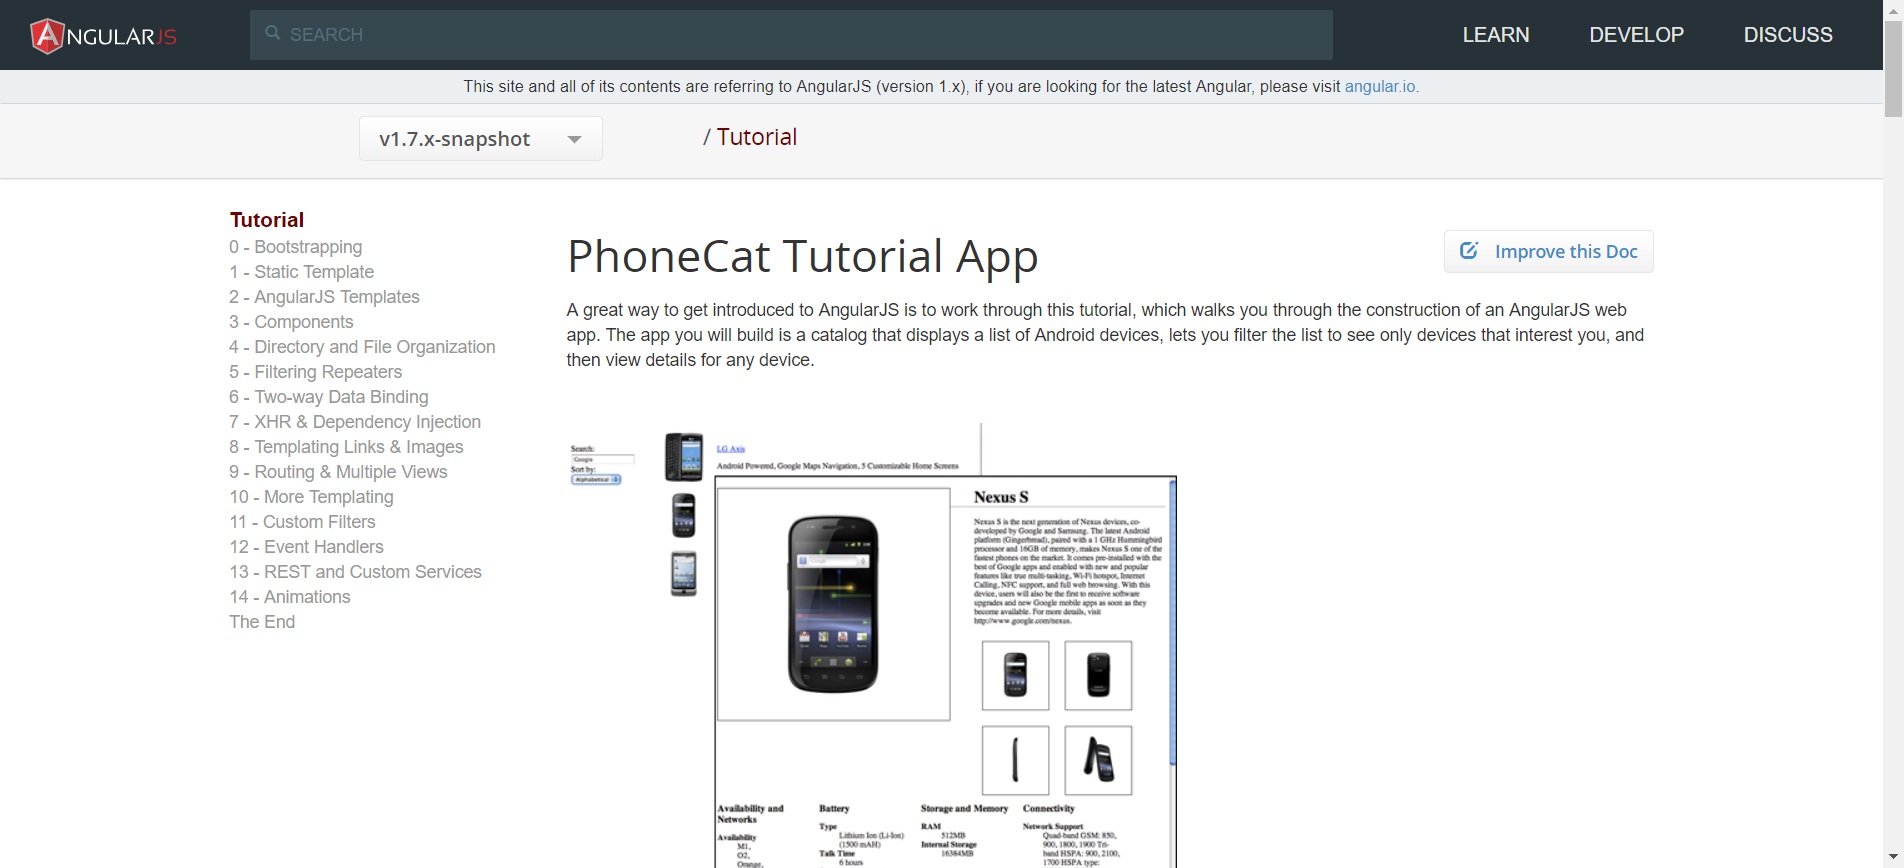 ANGULARJS
SEARCH
LEARN
DEVELOP
DISCUSS
This site and all of its contents are referring to AngularJS (version 1.x), if you are looking for the latest Angular, please visit angular.io.
v1.7.x-snapshot
/ Tutorial
Tutorial
0 - Bootstrapping
1 - Static Template
2 - AngularJS Templates
3 - Components
4 - Directory and File Organization
5 - Filtering Repeaters
6 - Two-way Data Binding
7 - XHR & Dependency Injection
8 - Templating Links & Images
9 - Routing & Multiple Views
10 - More Templating
11 - Custom Filters
12 - Event Handlers
13 - REST and Custom Services
14 - Animations
The End
PhoneCat Tutorial App
Improve this Doc
A great way to get introduced to AngularJS is to work through this tutorial, which walks you through the construction of an AngularJS web
app. The app you will build is a catalog that displays a list of Android devices, lets you filter the list to see only devices that interest you, and
then view details for any device.
Search:
Google
Sort by:
Alphabetical
LG Axis
Android Powered, Google Maps Navigation, 5 Customizable Home Screens
Nexus S
Nexus S is the next generation of Nexus devices, co-
developed by Google and Samsung. The latest Android
platform (Gingerbread), paired with a 1 GHz Hummingbird
processor and 16GB of memory, makes Nexus S one of the
fastest phones on the market. It comes pre-installed with the
best of Google apps and enabled with new and popular
features like true multi-tasking, Wi-Fi hotspot, Internet
Calling, NFC support, and full web browsing. With this
device, users will also be the first to receive software
upgrades and new Google mobile apps as soon as they
become available. For more details, visit
http://www.google.com/nexus.
Availability and
Networks
Availability
M1,
O2,
Orange,
Battery
Type
Lithium Ion (Li-Ion)
(1500 mAH)
Talk Time
6 hours
Storage and Memory
RAM
512MB
Internal Storage
16384MB
Connectivity
Network Support
Quad-band GSM: 850,
900, 1800, 1900 Tri-
band HSPA: 900, 2100,
1700 HSPA type: